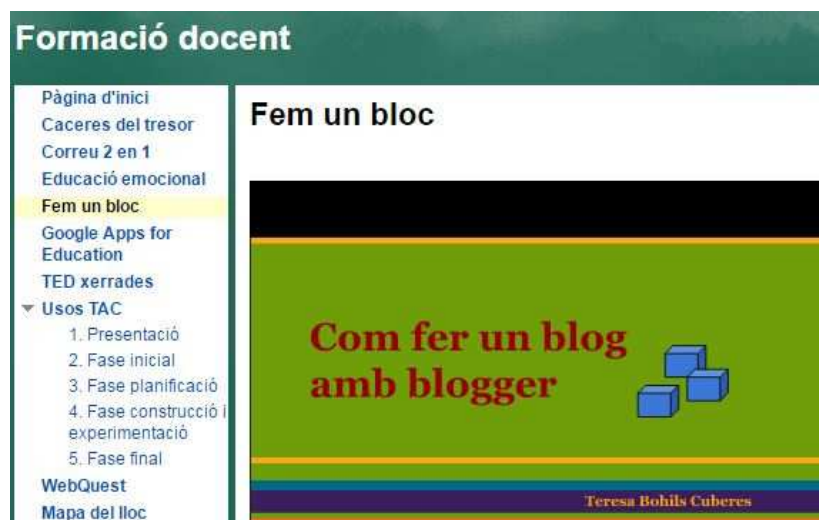 Formació docent
Pàgina d'inici
Caceres del tresor
Correu 2 en 1
Educació emocional
Fem un bloc
Google Apps for
Education
TED xerrades
Usos TAC
1. Presentació
2. Fase inicial
3. Fase planificació
4. Fase construcció i
experimentació
5. Fase final
WebQuest
Mapa del lloc
Fem un bloc
Com fer un blog
amb blogger
Teresa Bohils Cuberes